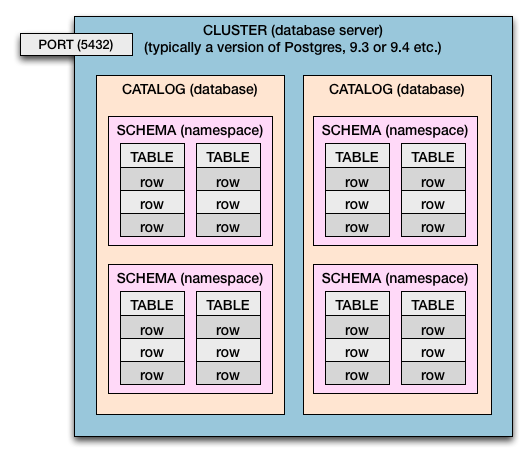 CLUSTER (database server)
PORT (5432)
(typically a version of Postgres, 9.3 or 9.4 etc.)
CATALOG (database)
SCHEMA (namespace)
TABLE
row
row
row
TABLE
row
row
row
SCHEMA (namespace)
TABLE
row
row
row
TABLE
row
row
row
CATALOG (database)
SCHEMA (namespace)
TABLE
row
row
row
TABLE
row
row
row
SCHEMA (namespace)
TABLE
row
row
row
TABLE
row
row
row